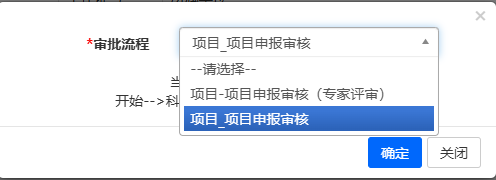 ×
*审批流程 项目_项目申报审核
--请选择--
当
项目-项目申报审核（专家评审）
开始-->科
项目_项目申报审核
确定 关闭